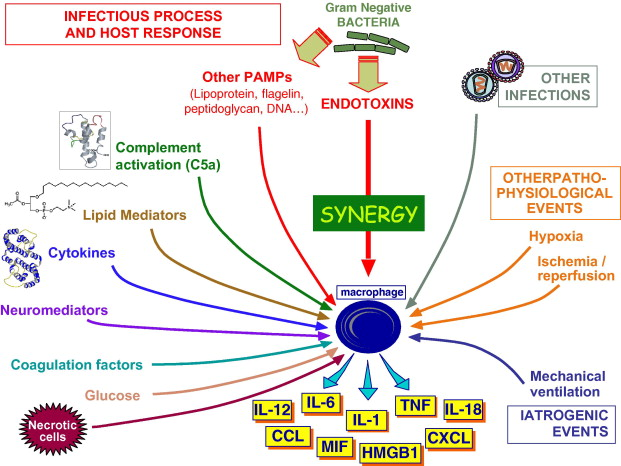 INFECTIOUS PROCESS
AND HOST RESPONSE
Gram Negative
BACTERIA
Other PAMPs
(Lipoprotein, flagelin,
peptidoglycan, DNA…)
ENDOTOXINS
OTHER
INFECTIONS
Complement
activation (C5a)
SYNERGY
OTHERPATHO-
PHYSIOLOGICAL
EVENTS
Lipid Mediators
Hypoxia
Cytokines
Ischemia /
reperfusion
macrophage
Neuromediators
Coagulation factors
Mechanical
ventilation
Glucose
IATROGENIC
EVENTS
Necrotic
cells
IL-12
IL-6
IL-1
TNF
IL-18
CCL
MIF
HMGB1
CXCL